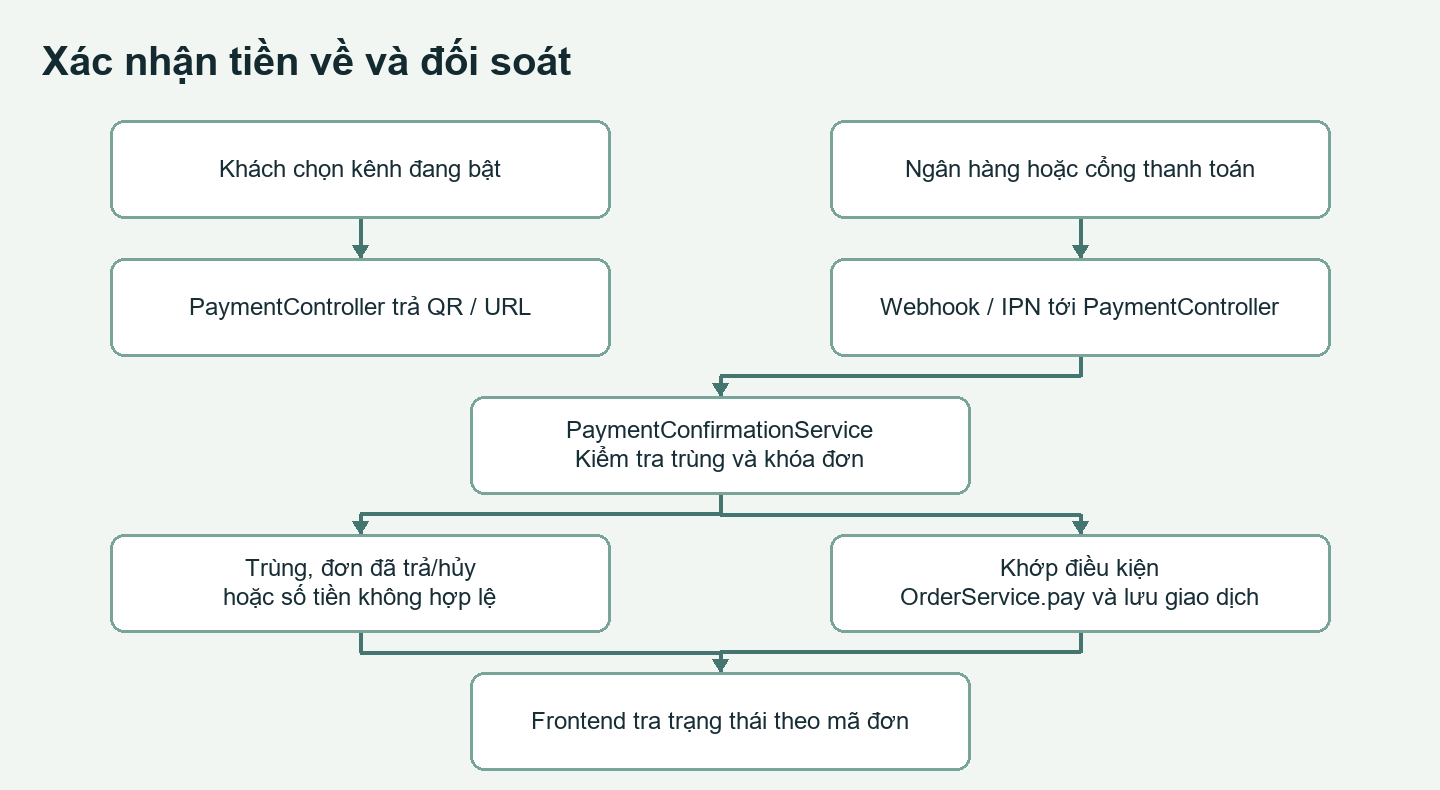 Xác nhận tiền về và đối soát
Khách chọn kênh đang bật
Ngân hàng hoặc cổng thanh toán
PaymentController trả QR / URL
Webhook / IPN tới PaymentController
PaymentConfirmationService
Kiểm tra trùng và khóa đơn
Trùng, đơn đã trả/hủy
hoặc số tiền không hợp lệ
Khớp điều kiện
OrderService.pay và lưu giao dịch
Frontend tra trạng thái theo mã đơn